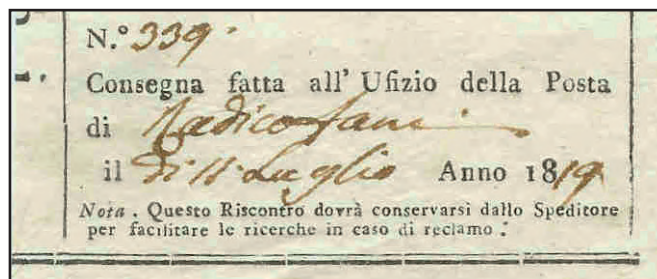 N.º 339.
Consegna fatta all' Ufizio della Posta
di Radicofani
il di 11. Luglio Anno 1819
Nota. Questo Riscontro dovrà conservarsi dallo Speditore
per facilitare le ricerche in caso di reclamo.